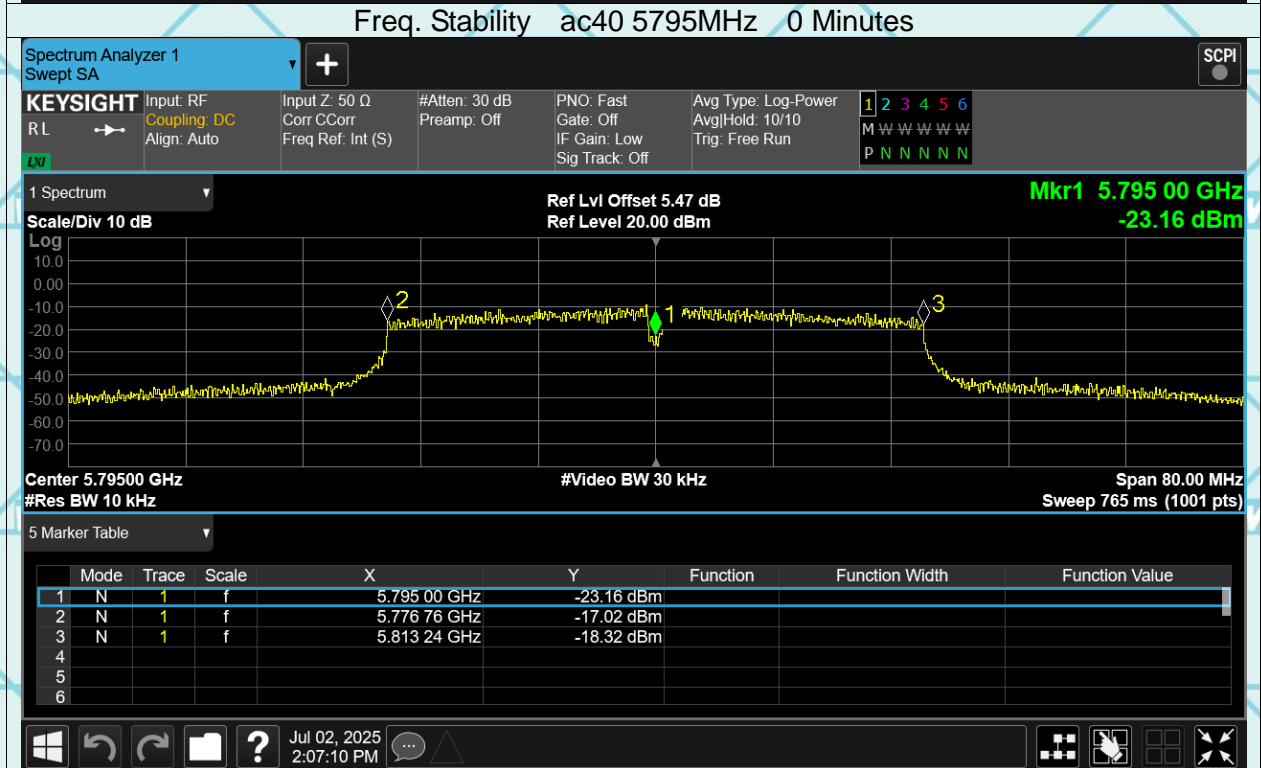 Freq. Stability ac40 5795MHz 0 Minutes
Spectrum Analyzer 1
Swept SA
SCPI
KEYSIGHT
RL
LXI
Input: RF
Coupling: DC
Align: Auto
Input Z: 50 Ω
Corr CCorr
Freq Ref: Int (S)
#Atten: 30 dB
Preamp: Off
PNO: Fast
Gate: Off
IF Gain: Low
Sig Track: Off
Avg Type: Log-Power
Avg|Hold: 10/10
Trig: Free Run
1 2 3 4 5 6
M W W W W W
P N N N N N
1 Spectrum
Scale/Div 10 dB
Ref Lvl Offset 5.47 dB
Ref Level 20.00 dBm
Mkr1 5.795 00 GHz
-23.16 dBm
Log
10.0
0.00
-10.0
-20.0
-30.0
-40.0
-50.0
-60.0
-70.0
2
1
3
Center 5.79500 GHz
#Video BW 30 kHz
Span 80.00 MHz
#Res BW 10 kHz
Sweep 765 ms (1001 pts)
5 Marker Table
Mode Trace Scale X Y Function Function Width Function Value
1 N 1 f 5.795 00 GHz -23.16 dBm
2 N 1 f 5.776 76 GHz -17.02 dBm
3 N 1 f 5.813 24 GHz -18.32 dBm
4
5
6
?
Jul 02, 2025
2:07:10 PM